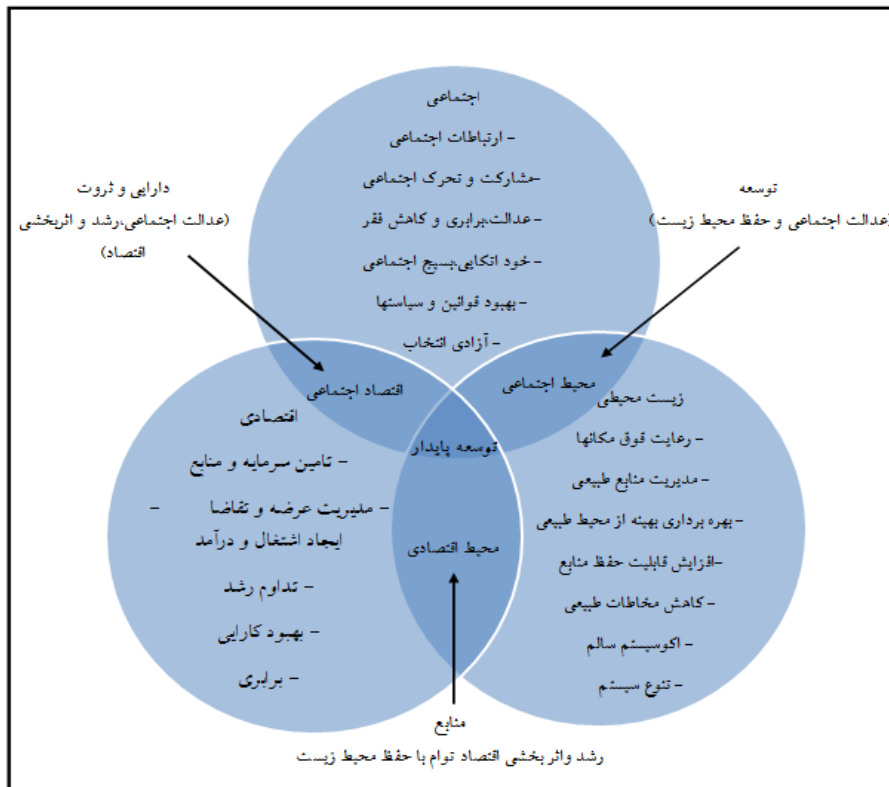 اجتماعی
- ارتباطات اجتماعی
-مشارکت و تحرک اجتماعی
- عدالت،برابری و کاهش فقر
- خود اتکایی،بسیج اجتماعی
- بهبود قوانین و سیاستها
- آزادی انتخاب
توسعه
(عدالت اجتماعی و حفظ محیط زیست)
دارایی و ثروت
(عدالت اجتماعی،رشد و اثربخشی
اقتصاد)
محیط اجتماعی
اقتصاد اجتماعی
توسعه پایدار
محیط اقتصادی
زیست محیطی
- رعایت قوق مکانها
- مدیریت منابع طبیعی
- بهره برداری بهینه از محیط طبیعی
-افزایش قابلیت حفظ منابع
- کاهش مخاطات طبیعی
- اکوسیستم سالم
- تنوع سیستم
اقتصادی
- تامین سرمایه و منابع
- مدیریت عرضه و تقاضا -
ایجاد اشتغال و درآمد
- تداوم رشد
- بهبود کارایی
- برابری
منابع
رشد واثربخشی اقتصاد توام با حفظ محیط زیست